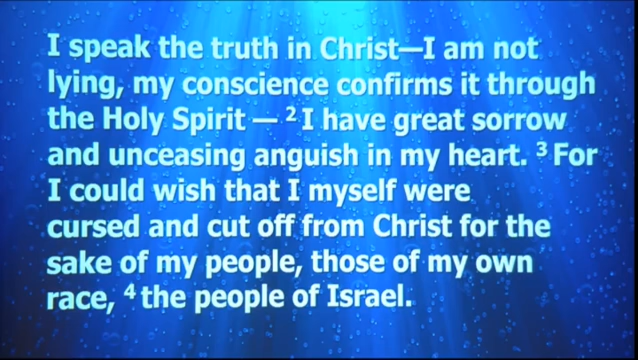 I speak the truth in Christ—I am not
lying, my conscience confirms it through
the Holy Spirit — ² I have great sorrow
and unceasing anguish in my heart. ³ For
I could wish that I myself were
cursed and cut off from Christ for the
sake of my people, those of my own
race, ⁴ the people of Israel.